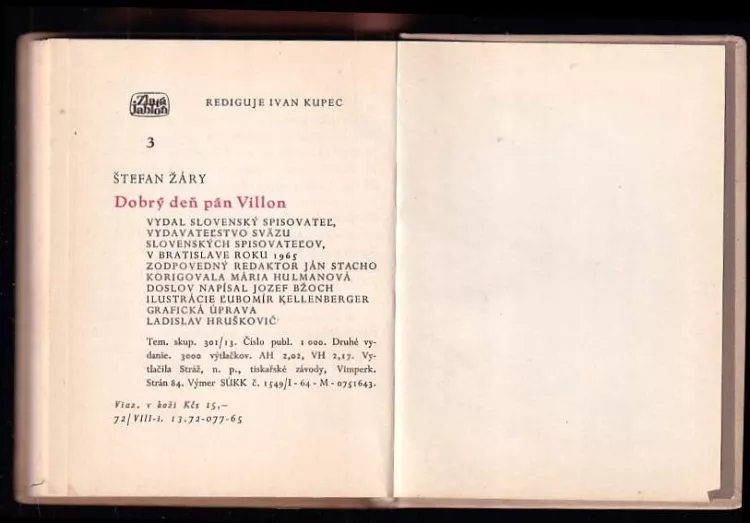 Zlatá
Jabloň
REDIGUJE IVAN KUPEC
3
ŠTEFAN ŽÁRY
Dobrý deň pán Villon
VYDAL SLOVENSKÝ SPISOVATEĽ,
VYDAVATEĽSTVO SVÄZU
SLOVENSKÝCH SPISOVATEĽOV,
V BRATISLAVE ROKU 1965
ZODPOVEDNÝ REDAKTOR JÁN STACHO
KORIGOVALA MÁRIA HULMANOVÁ
DOSLOV NAPÍSAL JOZEF BŽOCH
ILUSTRÁCIE ĽUBOMÍR KELLENBERGER
GRAFICKÁ ÚPRAVA
LADISLAV HRUŠKOVIČ
Tem. skup. 301/13. Číslo publ. 1 000. Druhé vy-
danie. 3000 výtlačkov. AH 2,02, VH 2,17. Vy-
tlačila Stráž, n. p., tiskařské závody, Vimperk.
Strán 84. Výmer SÚKK č. 1549/I - 64 - M - 0751643.
Viaz. v koži Kčs 15,–
72/VIII-i. 13.72-077-65